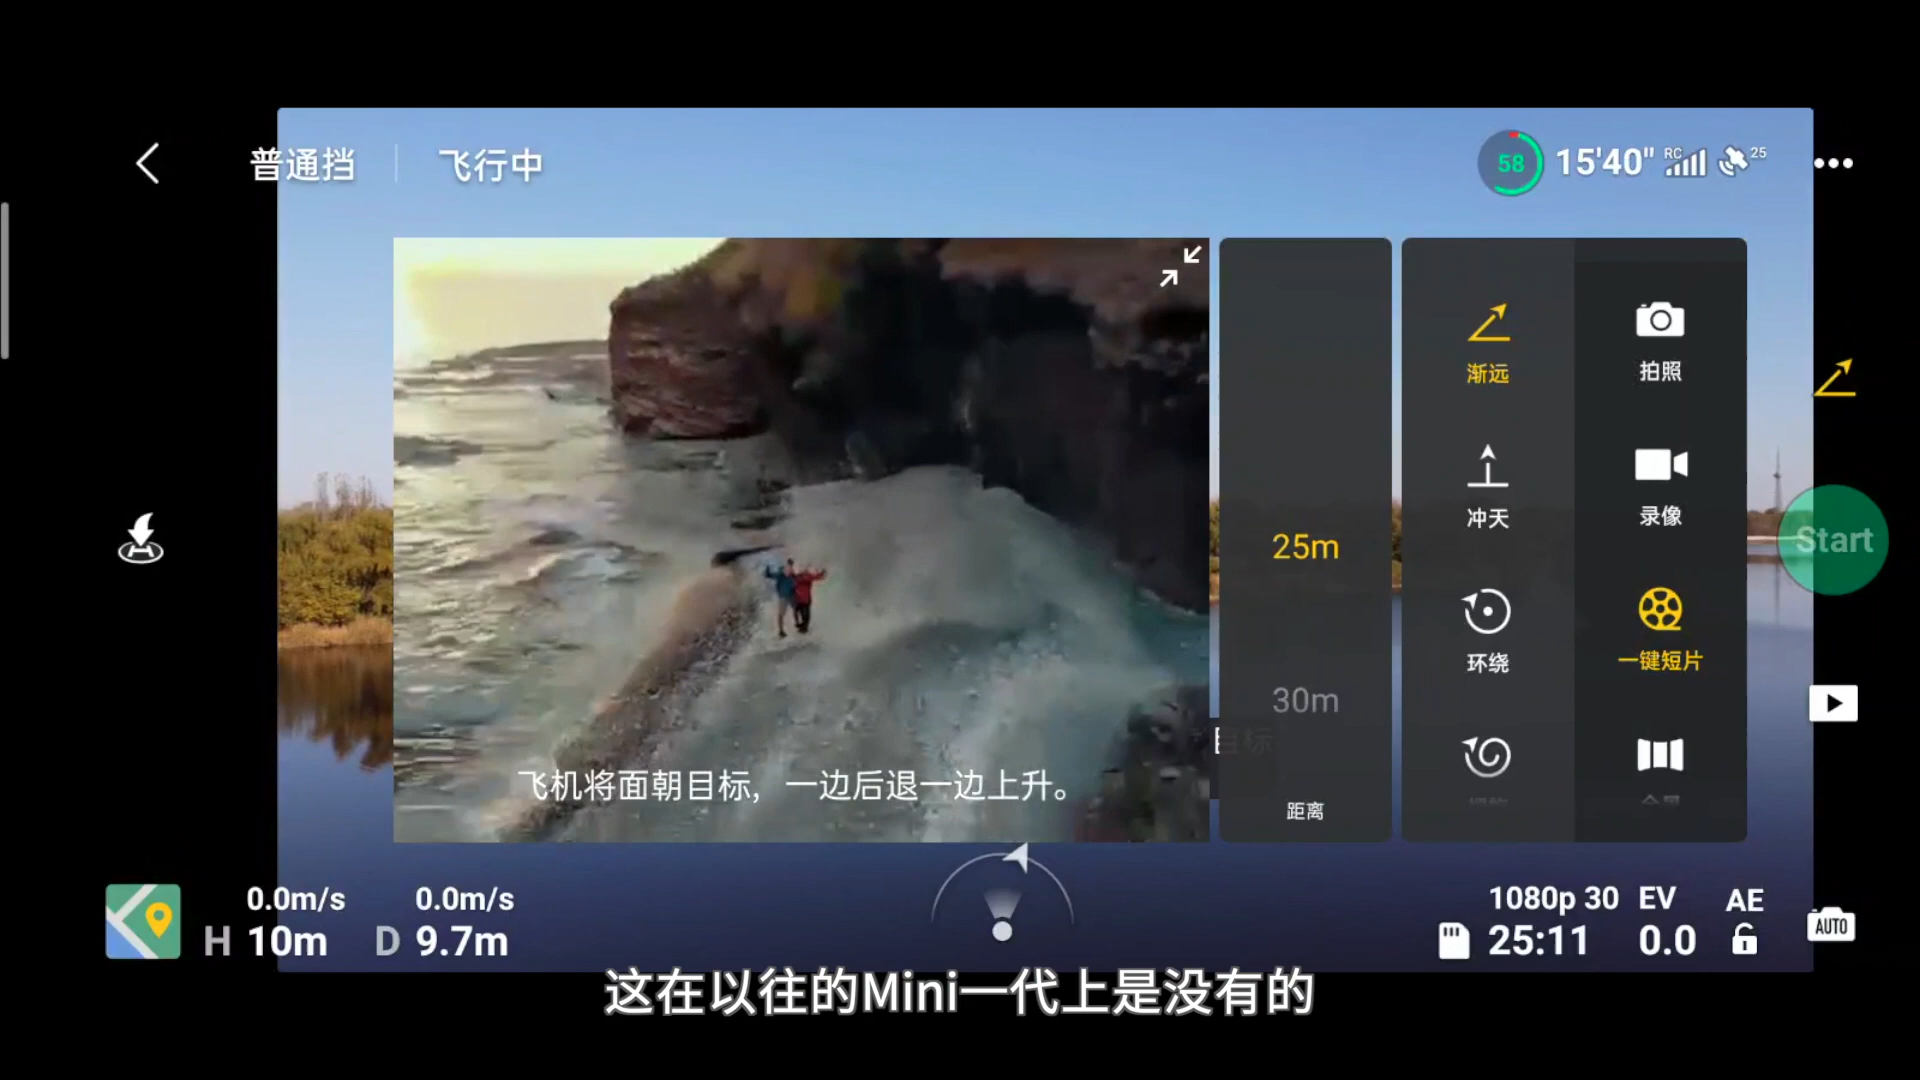 普通挡 飞行中
58 15'40" RC 25
渐远 拍照
冲天 录像
25m
Start
环绕 一键短片
30m
目标
飞机将面朝目标，一边后退一边上升。
距离
0.0m/s 0.0m/s
H 10m D 9.7m
1080p 30 EV AE
25:11 0.0
AUTO
这在以往的Mini一代上是没有的